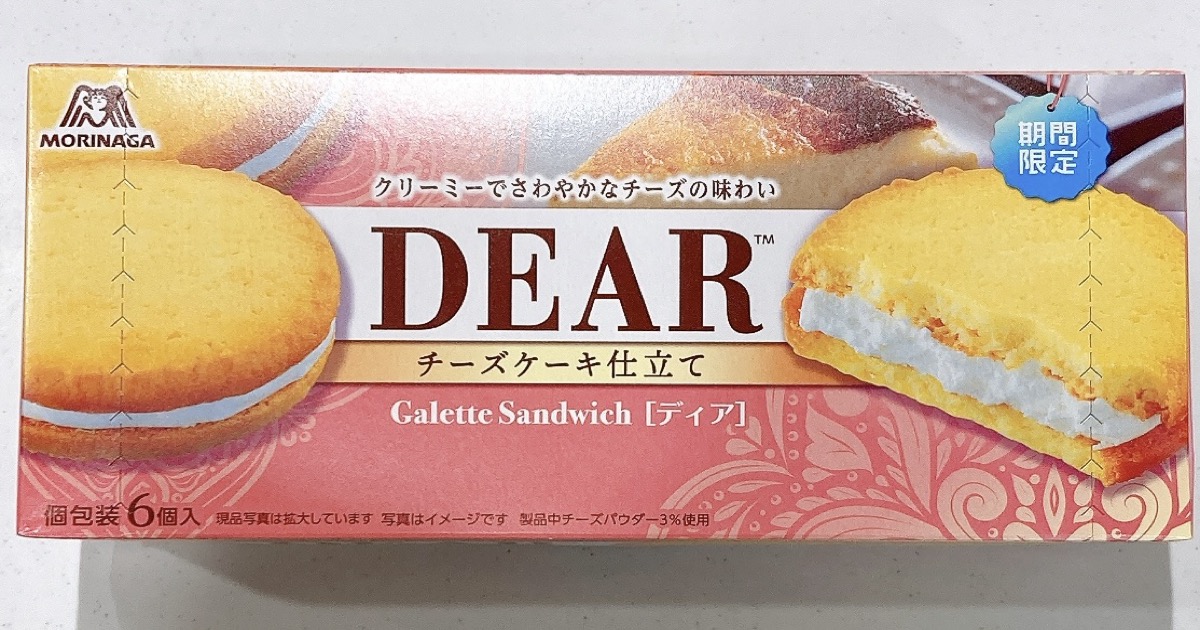 MORINAGA
期間
限定
クリーミーでさわやかなチーズの味わい
DEAR™
チーズケーキ仕立て
Galette Sandwich [ディア]
個包装 6個入 現品写真は拡大しています 写真はイメージです 製品中チーズパウダー3%使用